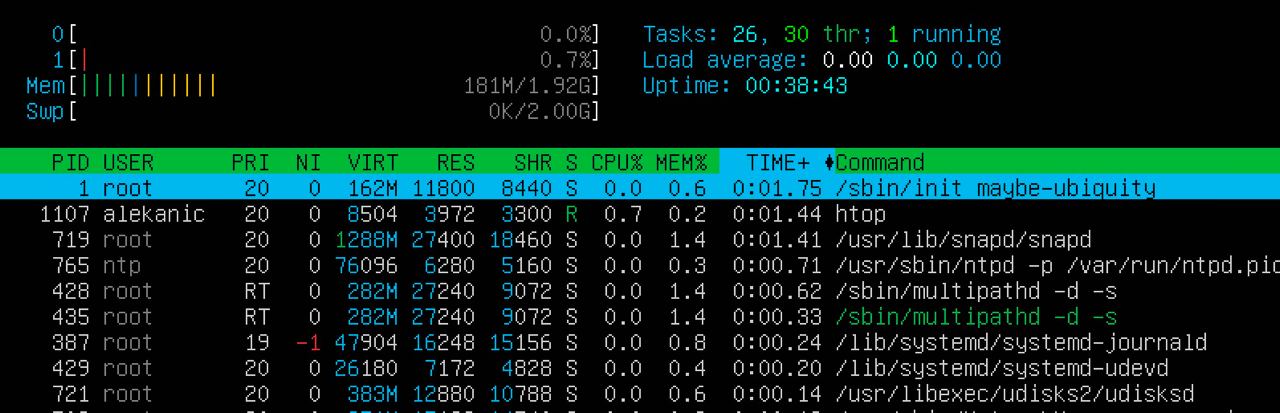 0[ 0.0%] Tasks: 26, 30 thr; 1 running
1[| 0.7%] Load average: 0.00 0.00 0.00
Mem[||||||||||||| 181M/1.92G] Uptime: 00:38:43
Swp[ 0K/2.00G]
PID USER PRI NI VIRT RES SHR S CPU% MEM% TIME+ ♦Command
1 root 20 0 162M 11800 8440 S 0.0 0.6 0:01.75 /sbin/init maybe-ubiquity
1107 alekanic 20 0 8504 3972 3300 R 0.7 0.2 0:01.44 htop
719 root 20 0 1288M 27400 18460 S 0.0 1.4 0:01.41 /usr/lib/snapd/snapd
765 ntp 20 0 76096 6280 5160 S 0.0 0.3 0:00.71 /usr/sbin/ntpd -p /var/run/ntpd.pid
428 root RT 0 282M 27240 9072 S 0.0 1.4 0:00.62 /sbin/multipathd -d -s
435 root RT 0 282M 27240 9072 S 0.0 1.4 0:00.33 /sbin/multipathd -d -s
387 root 19 -1 47904 16248 15156 S 0.0 0.8 0:00.24 /lib/systemd/systemd-journald
429 root 20 0 26180 7172 4828 S 0.0 0.4 0:00.20 /lib/systemd/systemd-udevd
721 root 20 0 383M 12880 10788 S 0.0 0.6 0:00.14 /usr/libexec/udisks2/udisksd